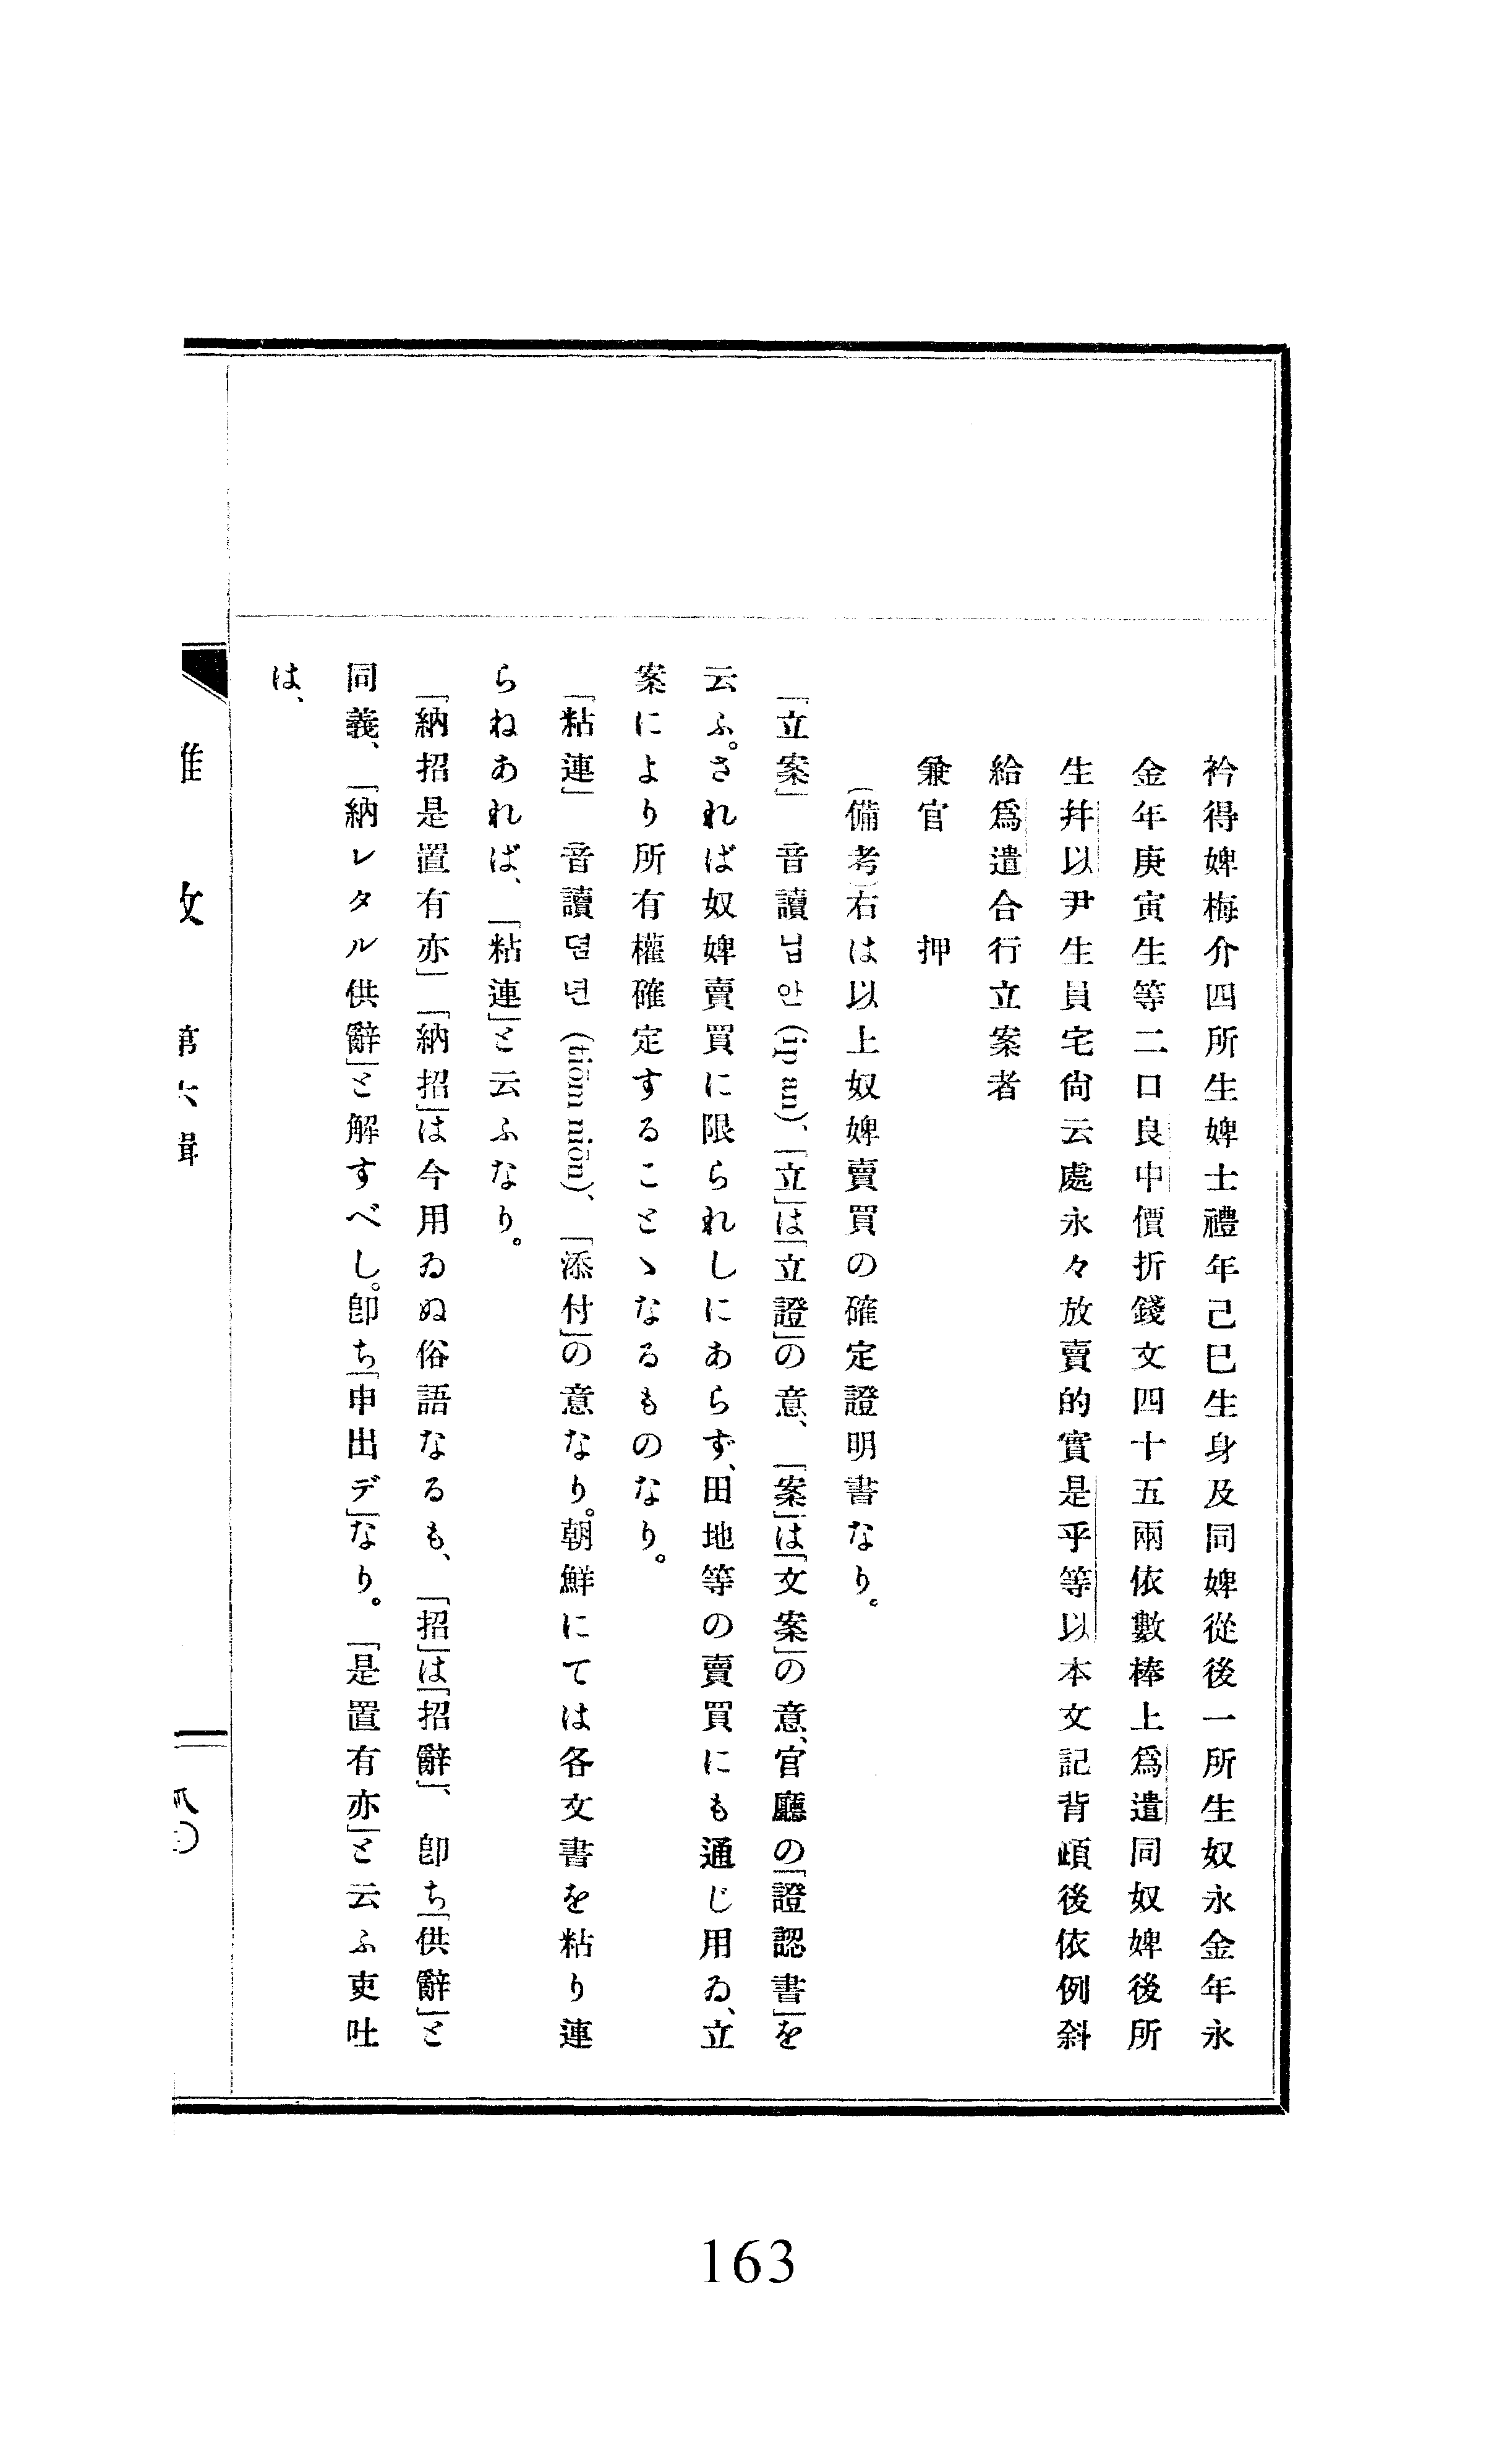 衿得婢梅介四所生婢士禮年己巳生身及同婢從後一所生奴永金年永
金年庚寅生等二口良中價折錢文四十五兩依數棒上爲遣同奴婢後所
生幷以尹生員宅尙云處永々放賣的實是乎等以本文記背頉後依例斜
給爲遣合行立案者
兼官　押
(備考)右は以上奴婢賣買の確定證明書なり。
「立案」　音讀닙안(ip an)、「立」は「立證」の意、「案」は「文案」の意、官廳の「證認書」を
云ふ。されば奴婢賣買に限られしにあらず、田地等の賣買にも通じ用ゐ、立
案により所有權確定することゝなるものなり。
「粘連」　音讀뎜년(tiŏm niŏn)、「添付」の意なり。朝鮮にては各文書を粘り連
らねあれば、「粘連」と云ふなり。
「納招是置有亦」「納招」は今用ゐぬ俗語なるも、「招」は「招辭」、卽ち「供辭」と
同義、「納レタル供辭」と解すべし。卽ち「申出デ」なり。「是置有亦」と云ふ吏吐
は、
第六輯
163